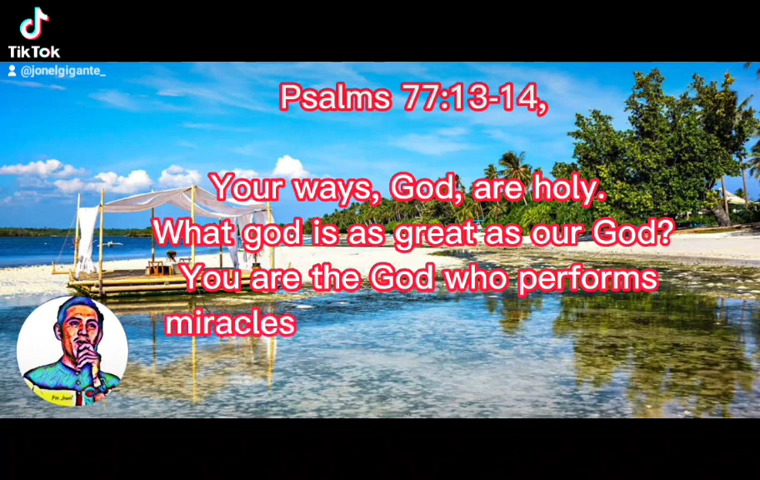 TikTok
@jonelgigante_
Psalms 77:13-14,
Your ways, God, are holy.
What god is as great as our God?
You are the God who performs
miracles